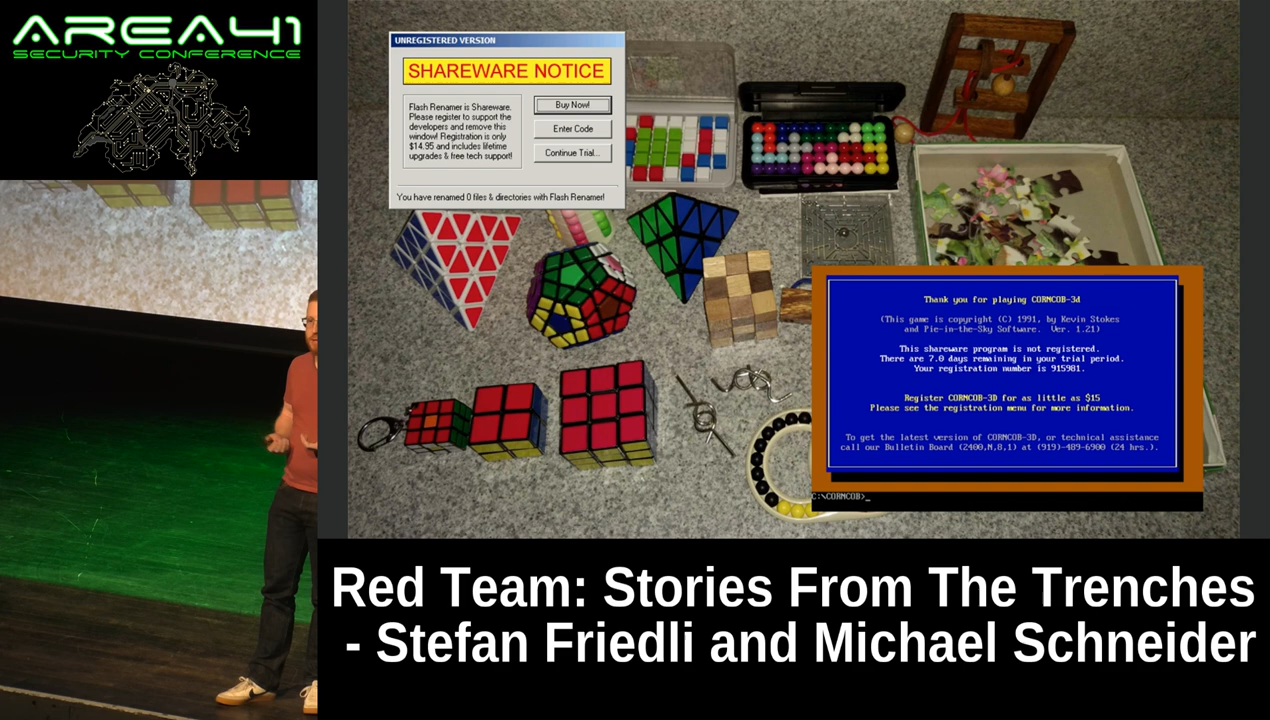 AREA41
SECURITY CONFERENCE
UNREGISTERED VERSION
SHAREWARE NOTICE
Flash Renamer is Shareware.
Please register to support the
developers and remove this
window! Registration is only
$14.95 and includes lifetime
upgrades & free tech support!
Buy Now!
Enter Code
Continue Trial...
You have renamed 0 files & directories with Flash Renamer!
Thank you for playing CORNCOB-3d
(This game is copyright (C) 1991, by Kevin Stokes
and Pie-in-the-Sky Software. Ver. 1.21)
This shareware program is not registered.
There are 7.0 days remaining in your trial period.
Your registration number is 915981.
Register CORNCOB-3D for as little as $15
Please see the registration menu for more information.
To get the latest version of CORNCOB-3D, or technical assistance
call our Bulletin Board (2400,N,8,1) at (919)-489-6900 (24 hrs.).
C:\CORNCOB>_
Red Team: Stories From The Trenches
- Stefan Friedli and Michael Schneider